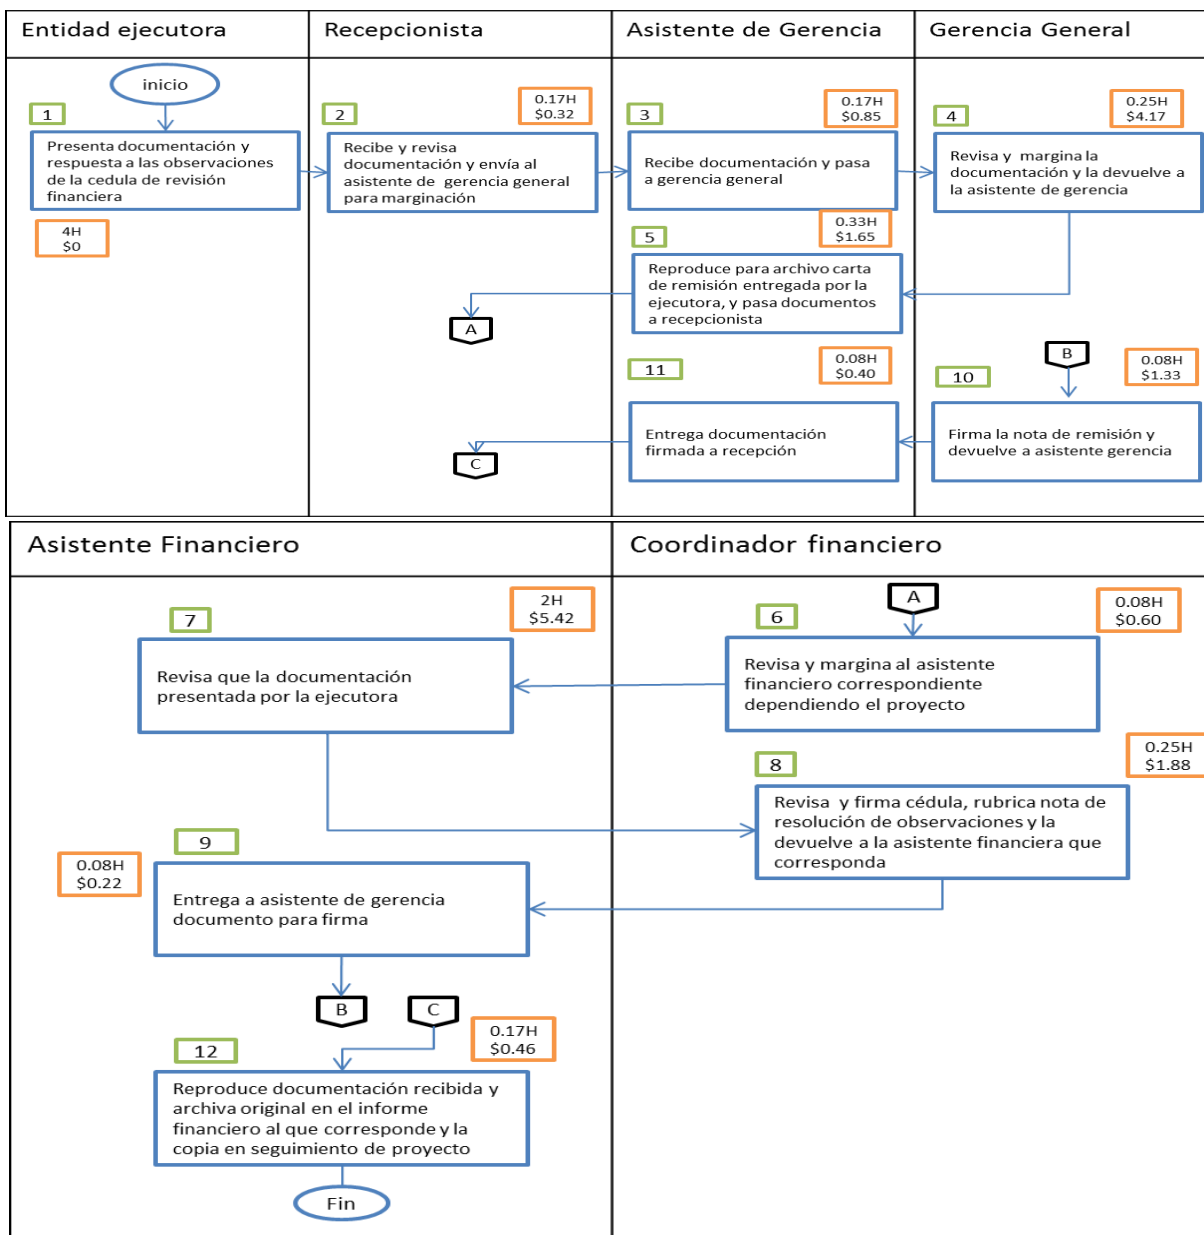 Entidad ejecutora
Recepcionista
Asistente de Gerencia
Gerencia General
inicio
1
Presenta documentación y
respuesta a las observaciones
de la cedula de revisión
financiera
4H
$0
0.17H
$0.32
2
Recibe y revisa
documentación y envía al
asistente de gerencia general
para marginación
0.17H
$0.85
3
Recibe documentación y pasa
a gerencia general
0.25H
$4.17
4
Revisa y margina la
documentación y la devuelve a
la asistente de gerencia
0.33H
$1.65
5
Reproduce para archivo carta
de remisión entregada por la
ejecutora, y pasa documentos
a recepcionista
A
B
0.08H
$1.33
10
Firma la nota de remisión y
devuelve a asistente gerencia
0.08H
$0.40
11
Entrega documentación
firmada a recepción
C
Asistente Financiero
Coordinador financiero
A
0.08H
$0.60
6
Revisa y margina al asistente
financiero correspondiente
dependiendo el proyecto
2H
$5.42
7
Revisa que la documentación
presentada por la ejecutora
0.25H
$1.88
8
Revisa y firma cédula, rubrica nota de
resolución de observaciones y la
devuelve a la asistente financiera que
corresponda
9
0.08H
$0.22
Entrega a asistente de gerencia
documento para firma
B
C
0.17H
$0.46
12
Reproduce documentación recibida y
archiva original en el informe
financiero al que corresponde y la
copia en seguimiento de proyecto
Fin